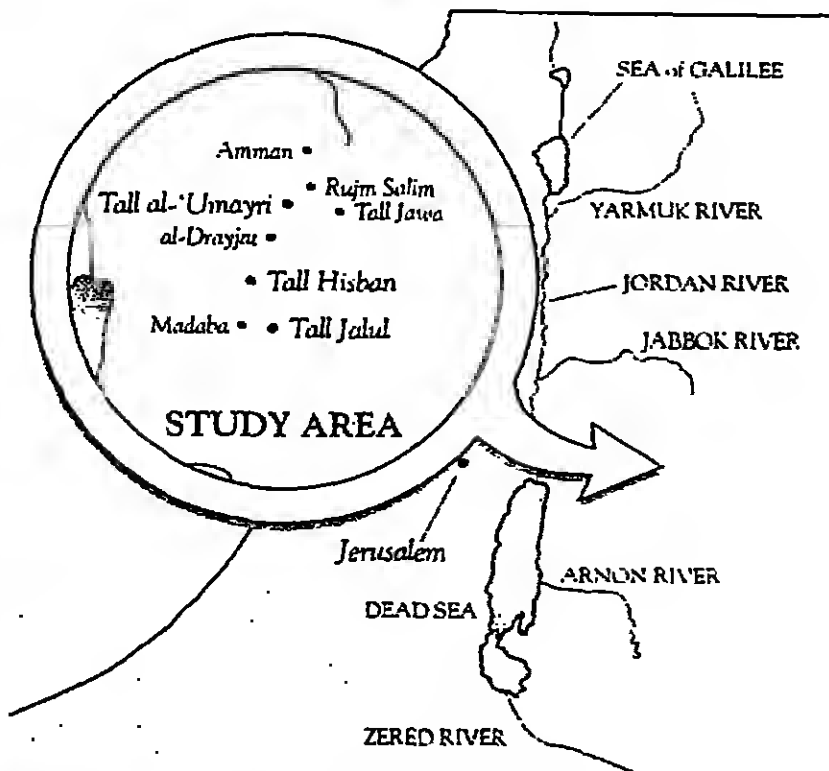 SEA of GALILEE
Amman
Rujm Salim
Tall al-'Umayri
Tall Jawa
YARMUK RIVER
al-Drayjat
Tall Hisban
JORDAN RIVER
Madaba
Tall Jalul
JABBOK RIVER
STUDY AREA
Jerusalem
ARNON RIVER
DEAD SEA
ZERED RIVER